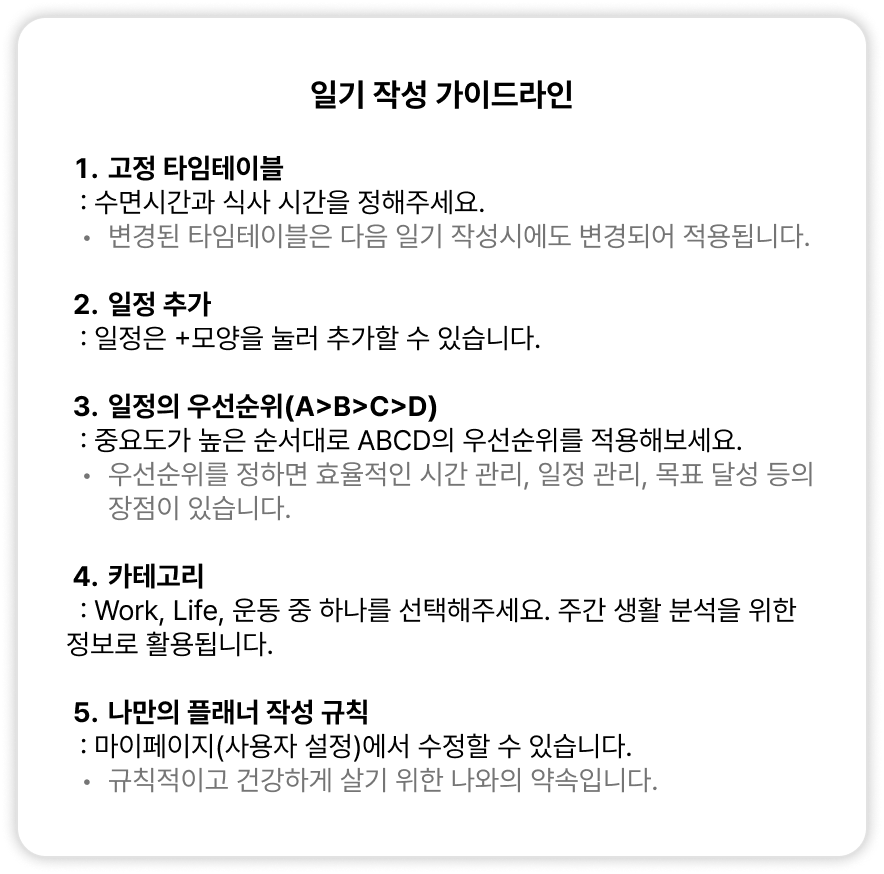 일기 작성 가이드라인
1. 고정 타임테이블
: 수면시간과 식사 시간을 정해주세요.
• 변경된 타임테이블은 다음 일기 작성시에도 변경되어 적용됩니다.
2. 일정 추가
: 일정은 +모양을 눌러 추가할 수 있습니다.
3. 일정의 우선순위(A>B>C>D)
: 중요도가 높은 순서대로 ABCD의 우선순위를 적용해보세요.
• 우선순위를 정하면 효율적인 시간 관리, 일정 관리, 목표 달성 등의
장점이 있습니다.
4. 카테고리
: Work, Life, 운동 중 하나를 선택해주세요. 주간 생활 분석을 위한
정보로 활용됩니다.
5. 나만의 플래너 작성 규칙
: 마이페이지(사용자 설정)에서 수정할 수 있습니다.
• 규칙적이고 건강하게 살기 위한 나와의 약속입니다.